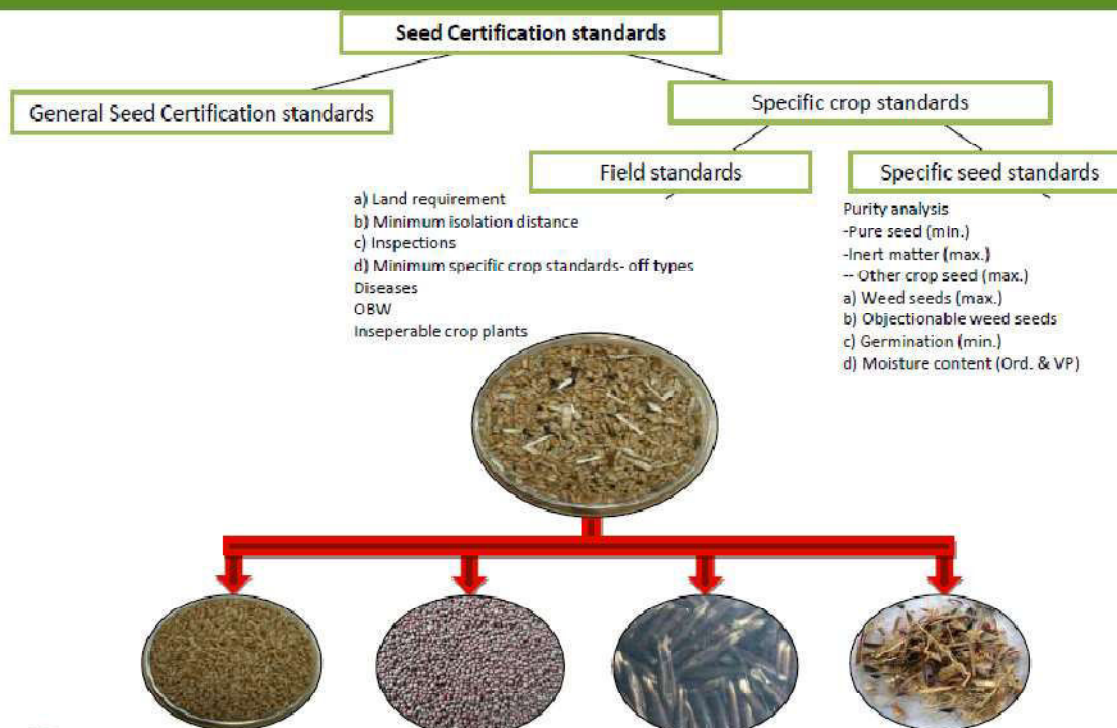 Seed Certification standards
General Seed Certification standards
Specific crop standards
Field standards
Specific seed standards
a) Land requirement
b) Minimum isolation distance
c) Inspections
d) Minimum specific crop standards- off types
Diseases
OBW
Inseperable crop plants
Purity analysis
-Pure seed (min.)
-Inert matter (max.)
-- Other crop seed (max.)
a) Weed seeds (max.)
b) Objectionable weed seeds
c) Germination (min.)
d) Moisture content (Ord. & VP)